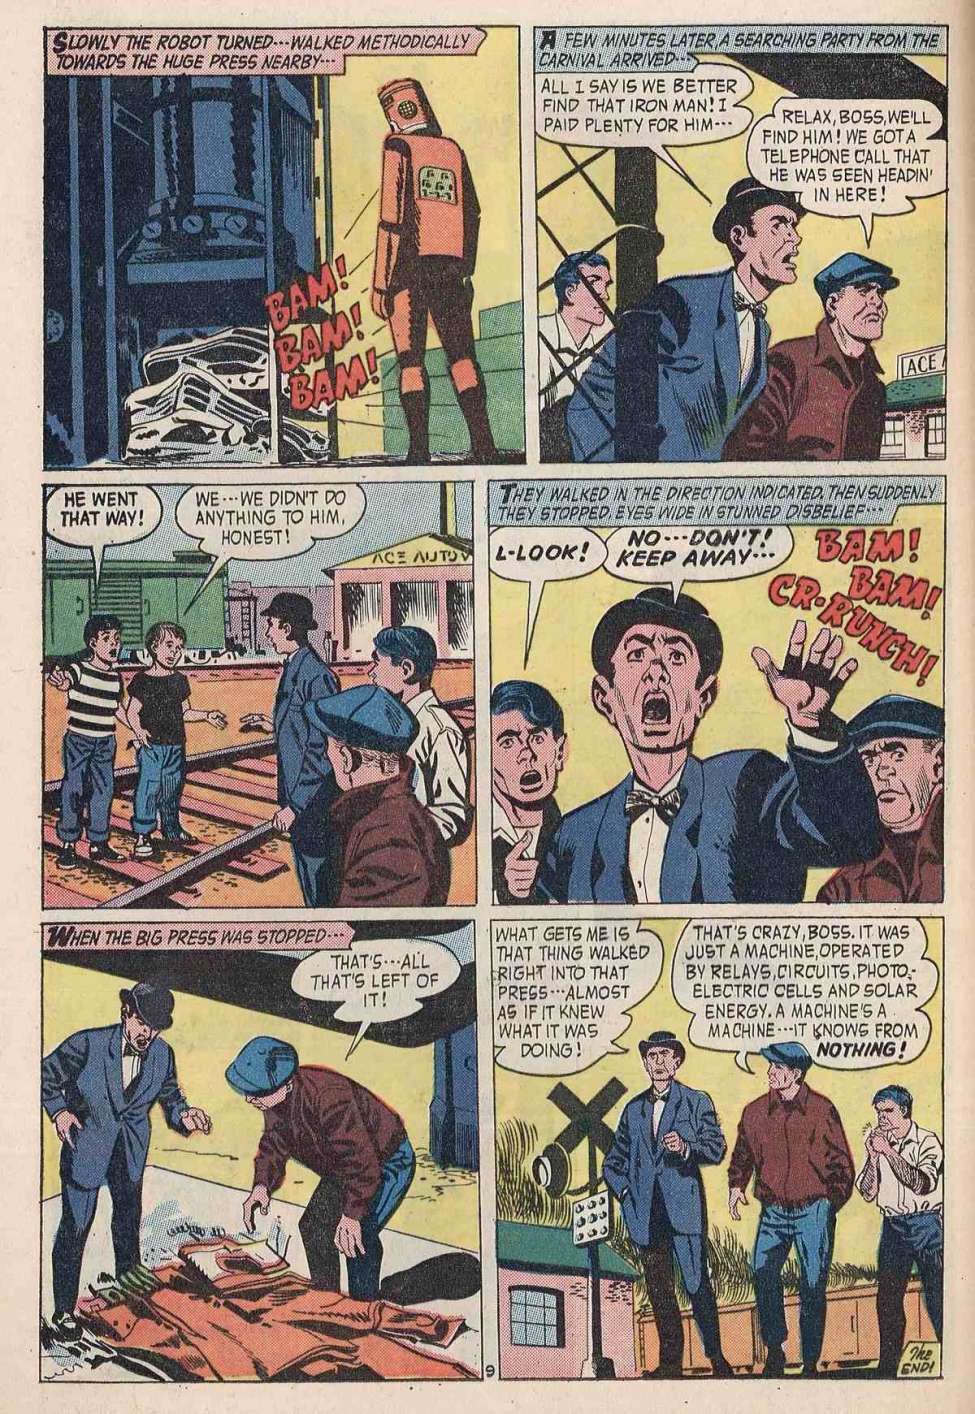 SLOWLY THE ROBOT TURNED---WALKED METHODICALLY
TOWARDS THE HUGE PRESS NEARBY---
BAM!
BAM!
BAM!
A FEW MINUTES LATER, A SEARCHING PARTY FROM THE
CARNIVAL ARRIVED---
ALL I SAY IS WE BETTER
FIND THAT IRON MAN! I
PAID PLENTY FOR HIM---
RELAX, BOSS, WE'LL
FIND HIM! WE GOT A
TELEPHONE CALL THAT
HE WAS SEEN HEADIN'
IN HERE!
ACE A
HE WENT
THAT WAY!
WE---WE DIDN'T DO
ANYTHING TO HIM,
HONEST!
ACE AUTO W
THEY WALKED IN THE DIRECTION INDICATED. THEN SUDDENLY
THEY STOPPED. EYES WIDE IN STUNNED DISBELIEF---
L-LOOK!
NO---DON'T!
KEEP AWAY---
BAM!
BAM!
CR-RUNCH!
WHEN THE BIG PRESS WAS STOPPED---
THAT'S---ALL
THAT'S LEFT OF
IT!
WHAT GETS ME IS
THAT THING WALKED
RIGHT INTO THAT
PRESS---ALMOST
AS IF IT KNEW
WHAT IT WAS
DOING!
THAT'S CRAZY, BOSS. IT WAS
JUST A MACHINE, OPERATED
BY RELAYS, CIRCUITS, PHOTO-
ELECTRIC CELLS AND SOLAR
ENERGY. A MACHINE'S A
MACHINE---IT KNOWS FROM
NOTHING!
THE
END!
9